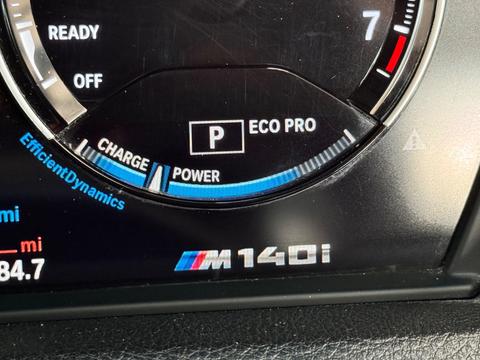 READY
7
OFF
P ECO PRO
CHARGE
POWER
EfficientDynamics
mi
mi
84.7
M140i